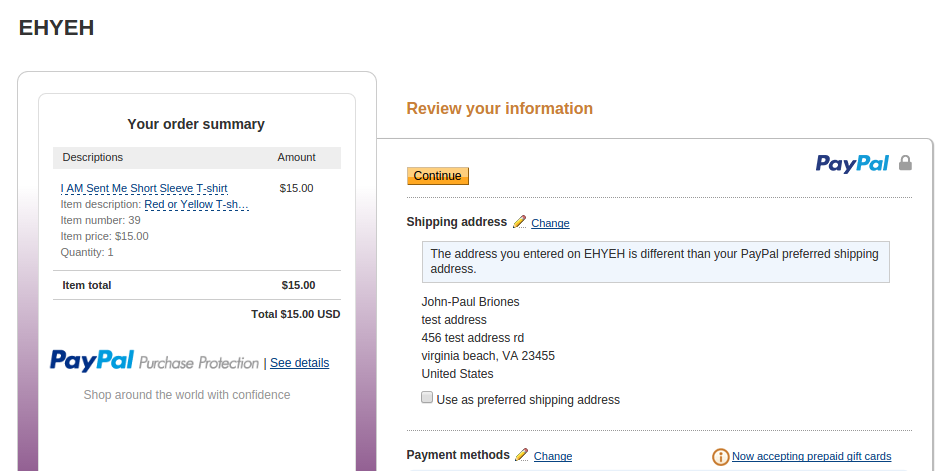 EHYEH
Your order summary
Descriptions Amount
I AM Sent Me Short Sleeve T-shirt $15.00
Item description: Red or Yellow T-sh…
Item number: 39
Item price: $15.00
Quantity: 1
Item total $15.00
Total $15.00 USD
PayPal Purchase Protection | See details
Shop around the world with confidence
Review your information
PayPal
Continue
Shipping address Change
The address you entered on EHYEH is different than your PayPal preferred shipping
address.
John-Paul Briones
test address
456 test address rd
virginia beach, VA 23455
United States
Use as preferred shipping address
Payment methods Change
Now accepting prepaid gift cards